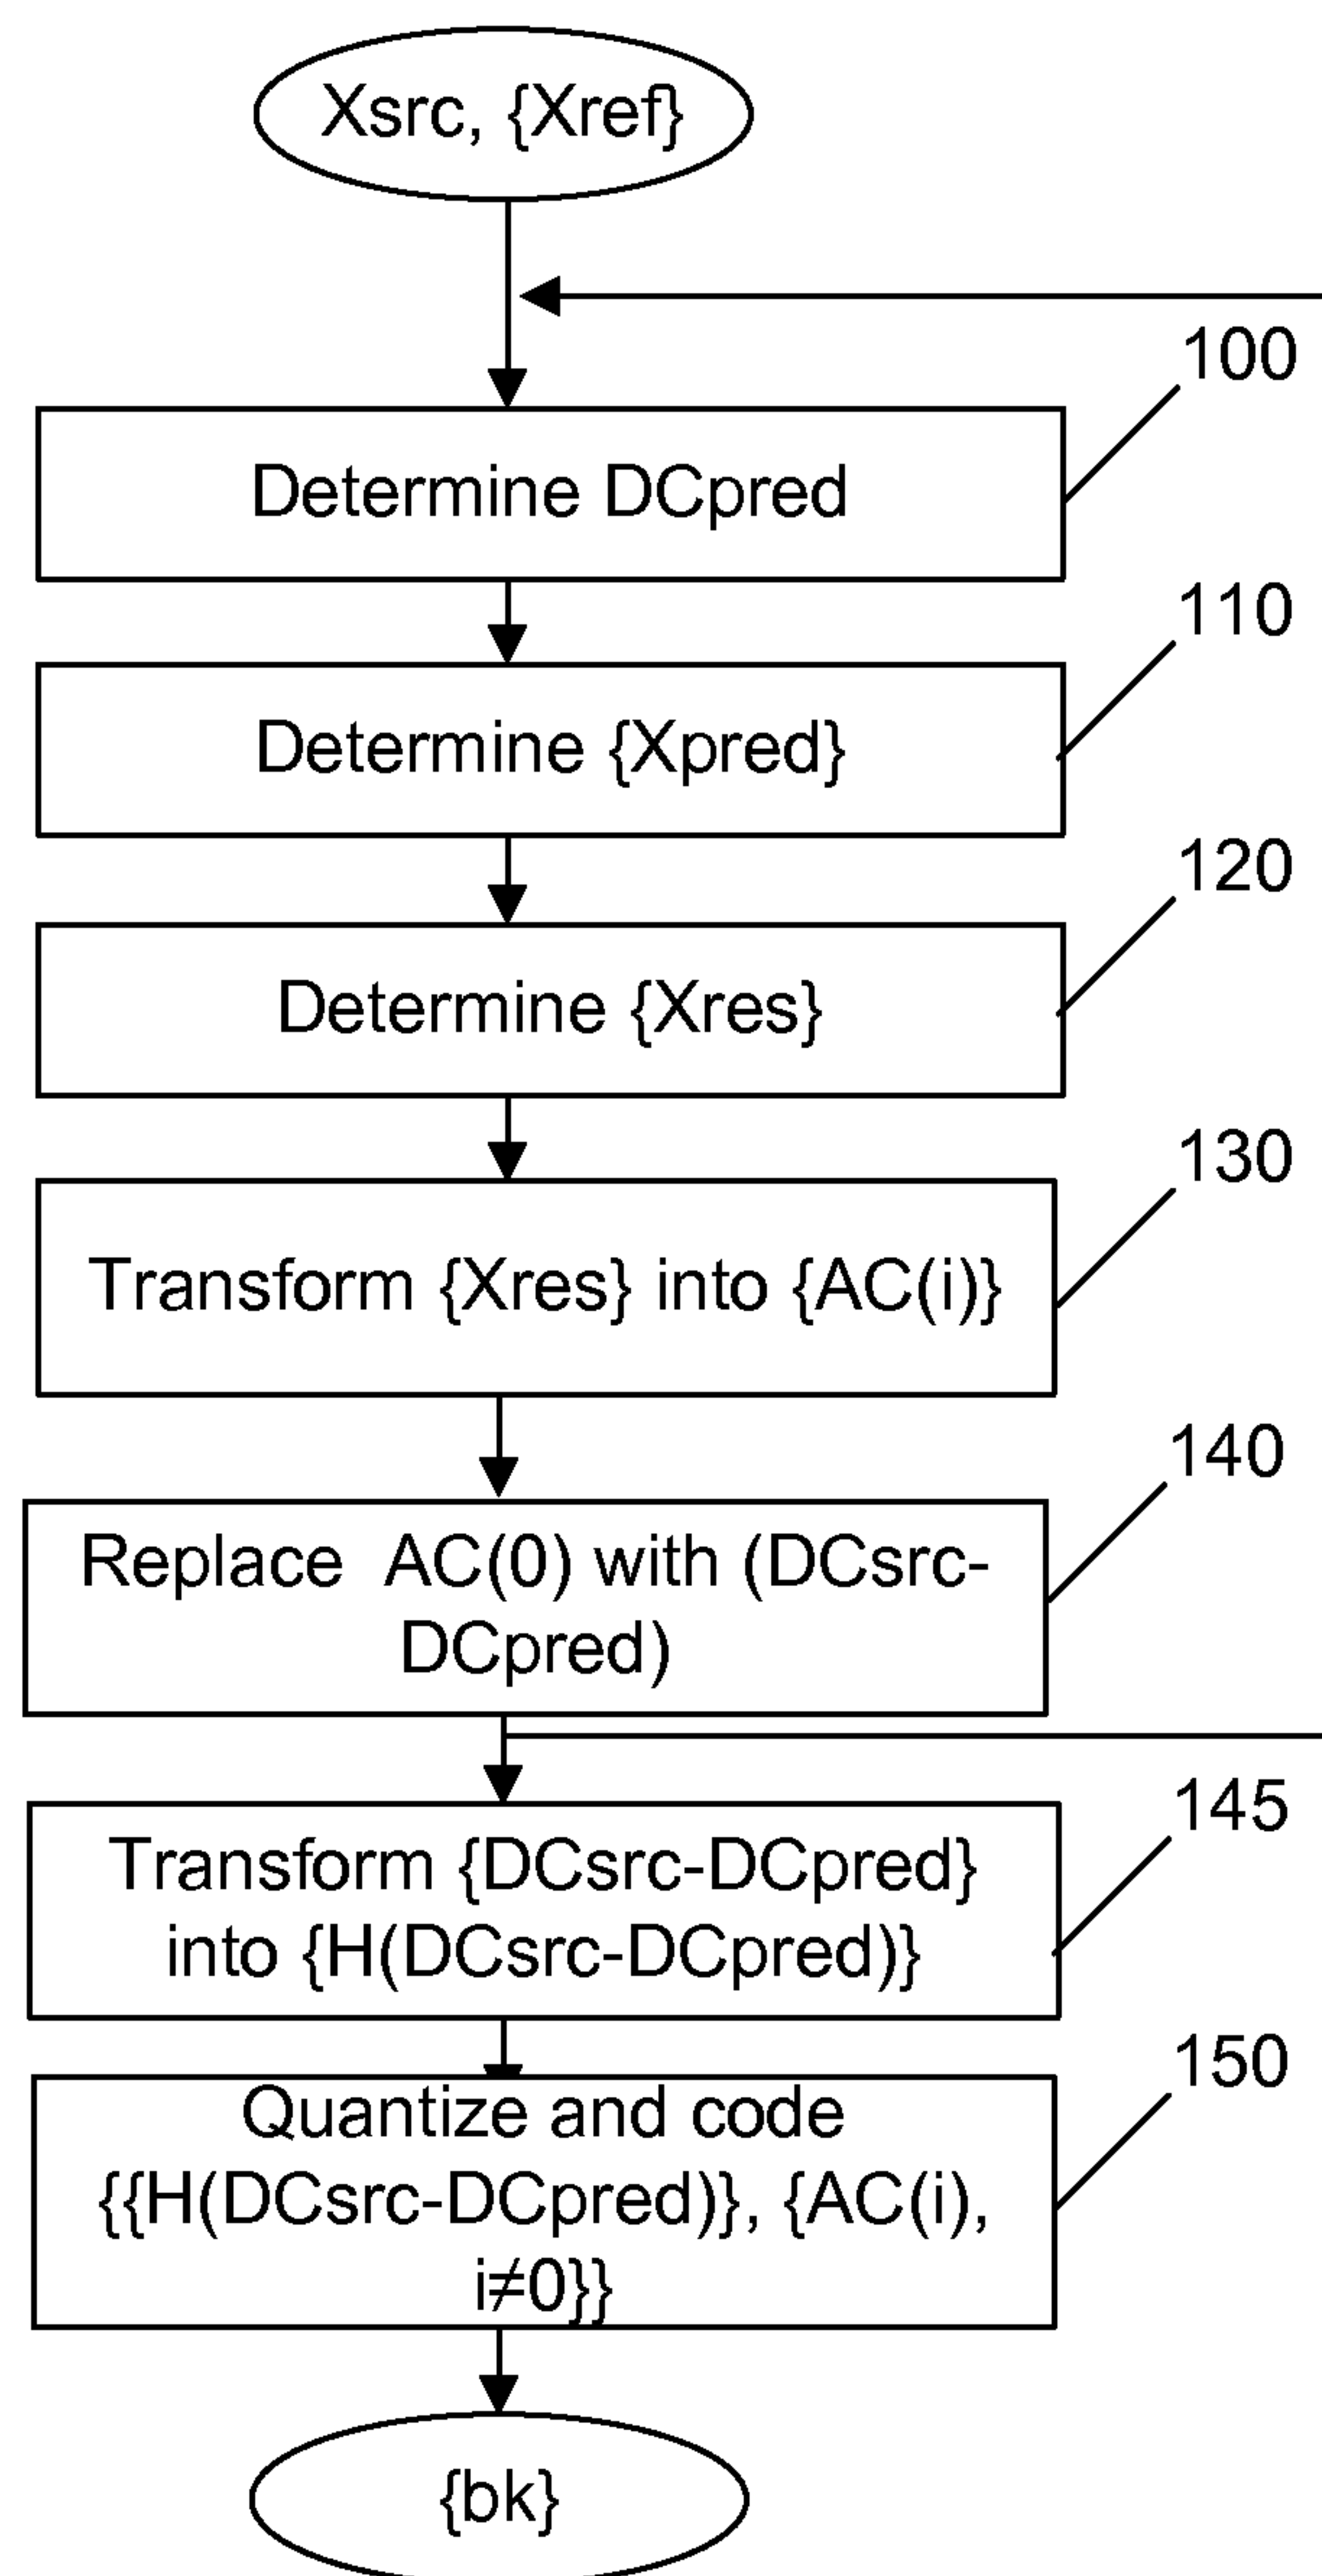 Xsrc, {Xref}
100
Determine DCpred
110
Determine {Xpred}
120
Determine {Xres}
130
Transform {Xres} into {AC(i)}
140
Replace AC(0) with (DCsrc-
DCpred)
145
Transform {DCsrc-DCpred}
into {H(DCsrc-DCpred)}
150
Quantize and code
{{H(DCsrc-DCpred)}, {AC(i),
i≠0}}
{bk}